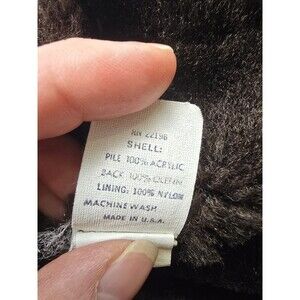 RN 22198
SHELL:
PILE 100% ACRYLIC
BACK 100% COTTON
LINING: 100% NYLON
MACHINE WASH
MADE IN U.S.A.